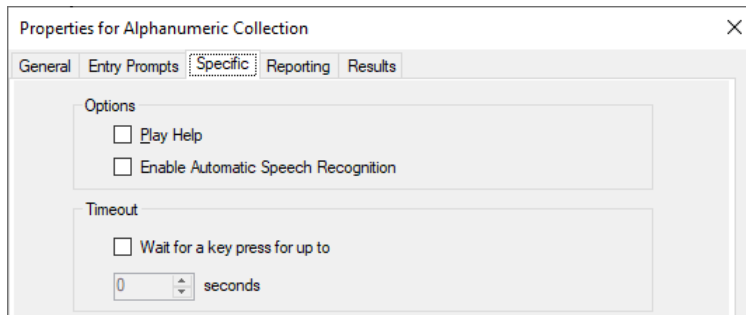 Properties for Alphanumeric Collection
General Entry Prompts Specific Reporting Results
Options
Play Help
Enable Automatic Speech Recognition
Timeout
Wait for a key press for up to
0 seconds